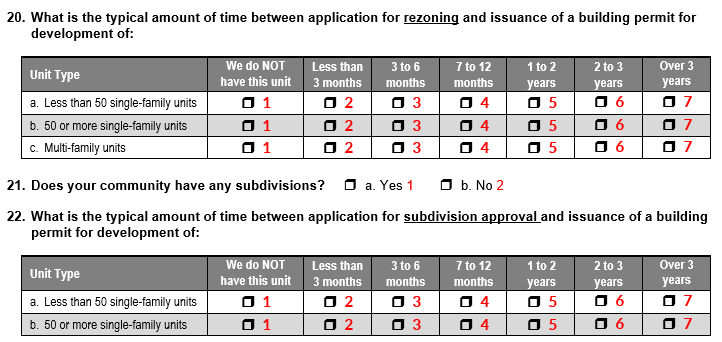 20. What is the typical amount of time between application for rezoning and issuance of a building permit for
development of:
Unit Type We do NOT have this unit Less than 3 months 3 to 6 months 7 to 12 months 1 to 2 years 2 to 3 years Over 3 years
a. Less than 50 single-family units ❒ 1 ❒ 2 ❒ 3 ❒ 4 ❒ 5 ❒ 6 ❒ 7
b. 50 or more single-family units ❒ 1 ❒ 2 ❒ 3 ❒ 4 ❒ 5 ❒ 6 ❒ 7
c. Multi-family units ❒ 1 ❒ 2 ❒ 3 ❒ 4 ❒ 5 ❒ 6 ❒ 7
21. Does your community have any subdivisions? ❒ a. Yes 1 ❒ b. No 2
22. What is the typical amount of time between application for subdivision approval and issuance of a building
permit for development of:
Unit Type We do NOT have this unit Less than 3 months 3 to 6 months 7 to 12 months 1 to 2 years 2 to 3 years Over 3 years
a. Less than 50 single-family units ❒ 1 ❒ 2 ❒ 3 ❒ 4 ❒ 5 ❒ 6 ❒ 7
b. 50 or more single-family units ❒ 1 ❒ 2 ❒ 3 ❒ 4 ❒ 5 ❒ 6 ❒ 7